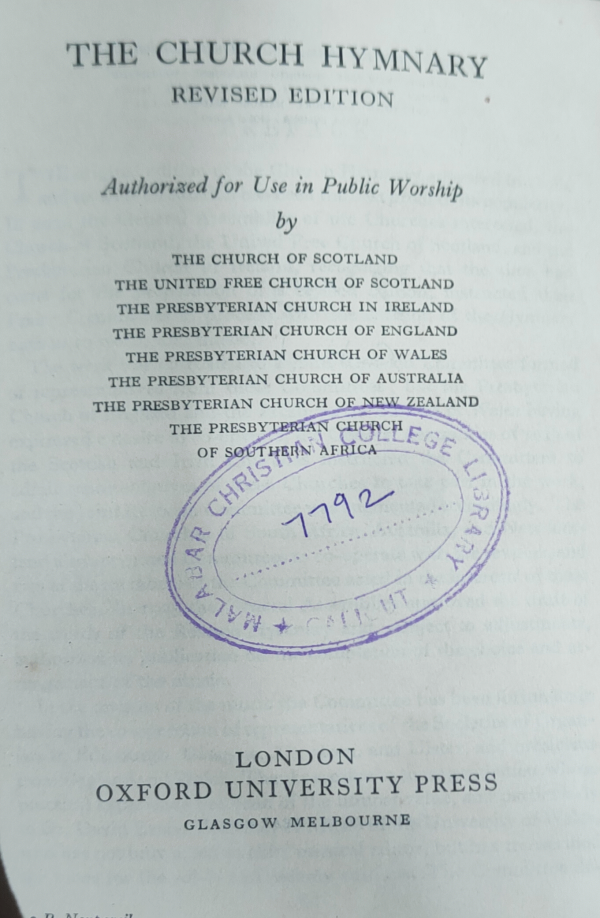 THE CHURCH HYMNARY
REVISED EDITION
Authorized for Use in Public Worship
by
THE CHURCH OF SCOTLAND
THE UNITED FREE CHURCH OF SCOTLAND
THE PRESBYTERIAN CHURCH IN IRELAND
THE PRESBYTERIAN CHURCH OF ENGLAND
THE PRESBYTERIAN CHURCH OF WALES
THE PRESBYTERIAN CHURCH OF AUSTRALIA
THE PRESBYTERIAN CHURCH OF NEW ZEALAND
THE PRESBYTERIAN CHURCH
OF SOUTHERN AFRICA
MALABAR CHRISTIAN COLLEGE LIBRARY
7792
CALICUT
LONDON
OXFORD UNIVERSITY PRESS
GLASGOW MELBOURNE